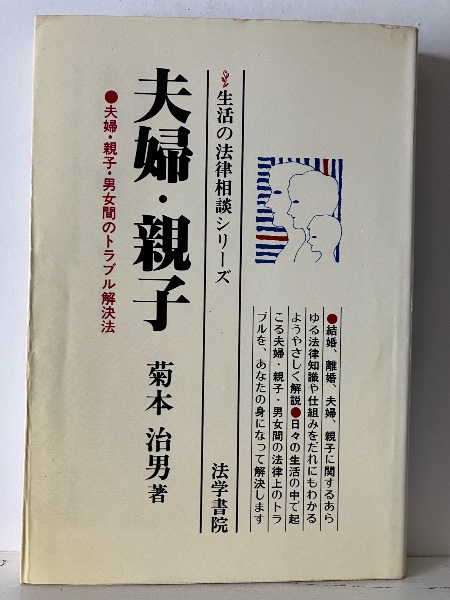 ●結婚、離婚、夫婦、親子に関するあら
ゆる法律知識や仕組みをだれにもわかる
ようやさしく解説●日々の生活の中で起
こる夫婦・親子・男女間の法律上のトラ
ブルを、あなたの身になって解決します
生活の法律相談シリーズ
法学書院
夫婦・親子
菊本 治男著
●夫婦・親子・男女間のトラブル解決法